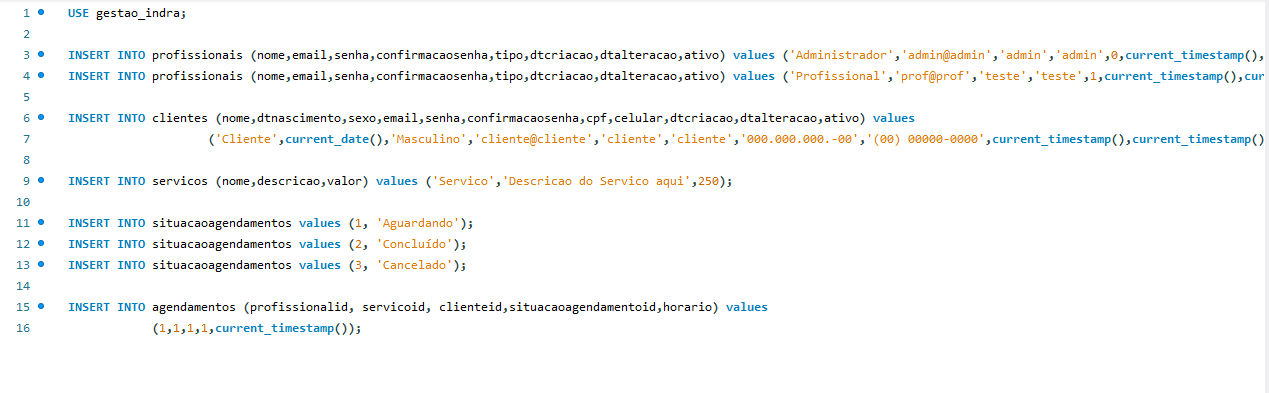 1 USE gestao_indra;
2
3 INSERT INTO profissionais (nome,email,senha,confirmacaosenha,tipo,dtcriacao,dtalteracao,ativo) values ('Administrador','admin@admin','admin','admin',0,current_timestamp(),
4 INSERT INTO profissionais (nome,email,senha,confirmacaosenha,tipo,dtcriacao,dtalteracao,ativo) values ('Profissional','prof@prof','teste','teste',1,current_timestamp(),cur
5
6 INSERT INTO clientes (nome,dtnascimento,sexo,email,senha,confirmacaosenha,cpf,celular,dtcriacao,dtalteracao,ativo) values
7 ('Cliente',current_date(),'Masculino','cliente@cliente','cliente','cliente','000.000.000.-00','(00) 00000-0000',current_timestamp(),current_timestamp()
8
9 INSERT INTO servicos (nome,descricao,valor) values ('Servico','Descricao do Servico aqui',250);
10
11 INSERT INTO situacaoagendamentos values (1, 'Aguardando');
12 INSERT INTO situacaoagendamentos values (2, 'Concluído');
13 INSERT INTO situacaoagendamentos values (3, 'Cancelado');
14
15 INSERT INTO agendamentos (profissionalid, servicoid, clienteid,situacaoagendamentoid,horario) values
16 (1,1,1,1,current_timestamp());